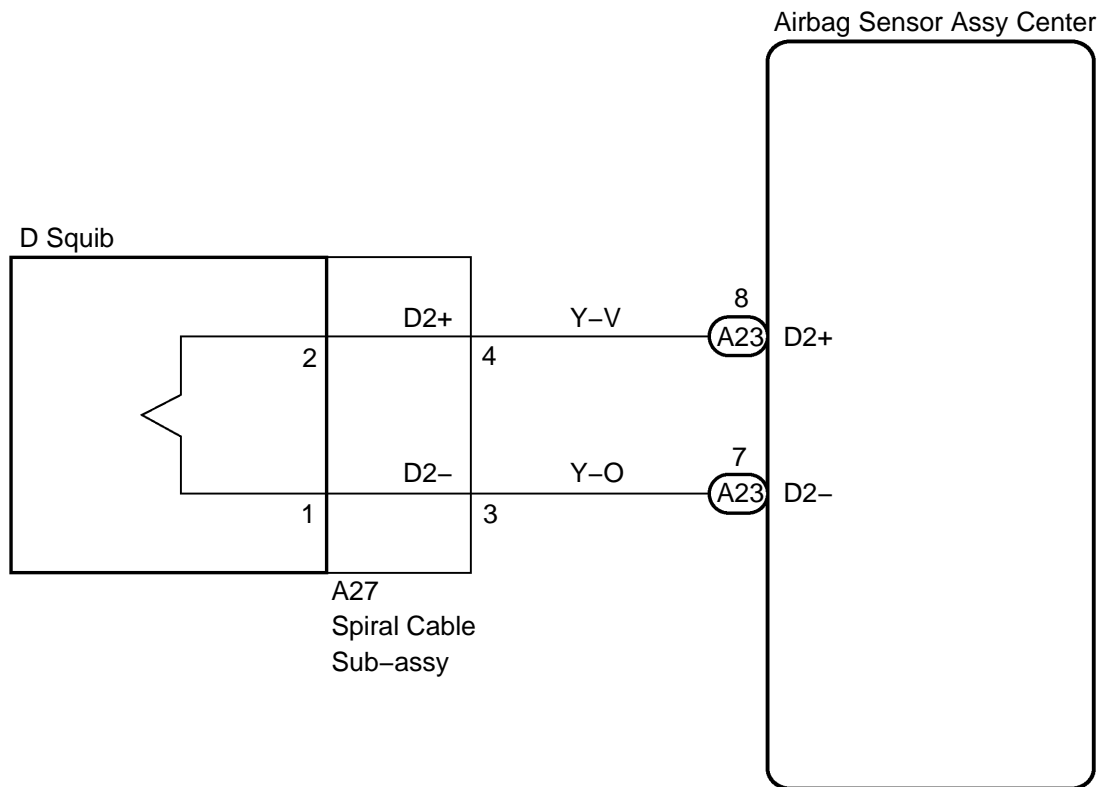 Airbag Sensor Assy Center
D Squib
8
D2+
Y−V
A23
D2+
2
4
7
D2−
Y−O
A23
D2−
1
3
A27
Spiral Cable
Sub−assy